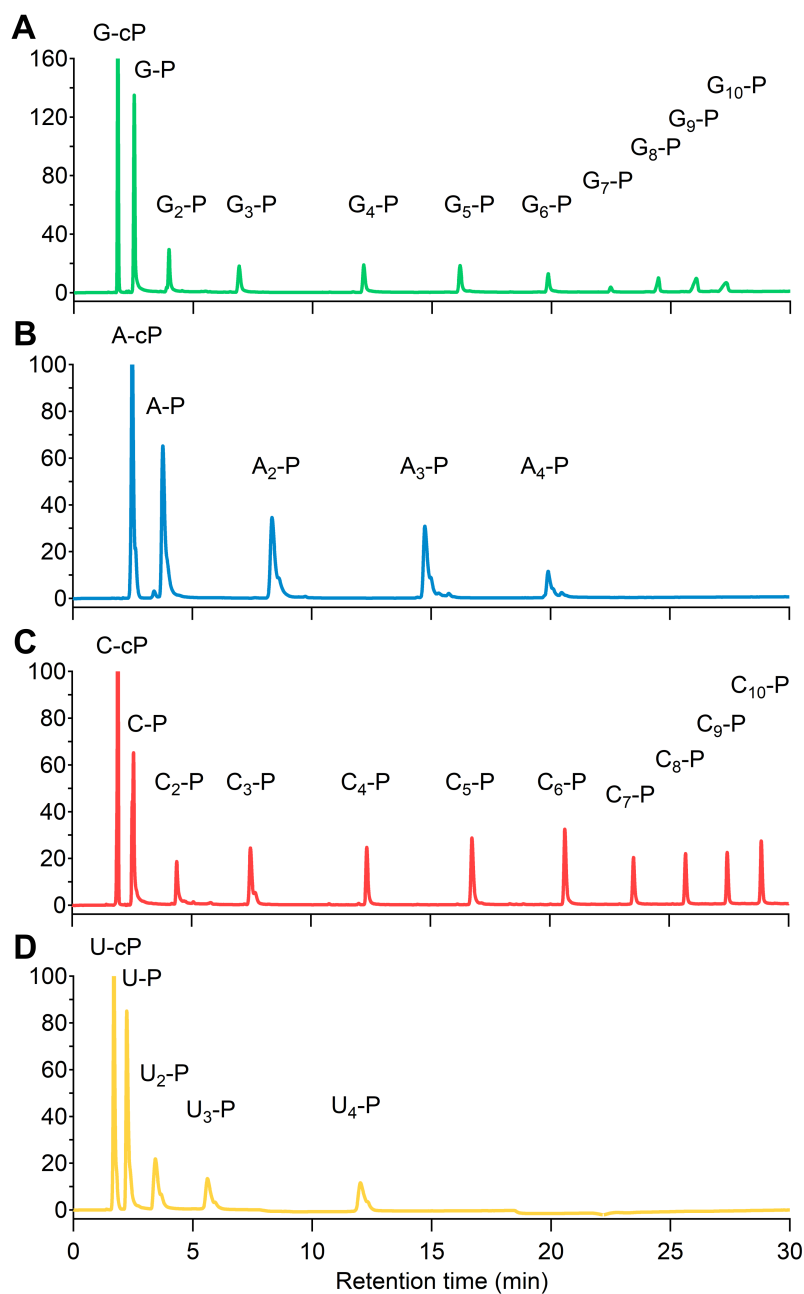 A
G-cP
G-P
G₁₀-P
G₉-P
G₈-P
G₇-P
G₂-P G₃-P G₄-P G₅-P G₆-P
160
120
80
40
0
B
A-cP
A-P
A₂-P A₃-P A₄-P
100
80
60
40
20
0
C
C-cP
C-P
C₁₀-P
C₉-P
C₈-P
C₇-P
C₂-P C₃-P C₄-P C₅-P C₆-P
100
80
60
40
20
0
D
U-cP
U-P
U₂-P
U₃-P
U₄-P
100
80
60
40
20
0
0 5 10 15 20 25 30
Retention time (min)